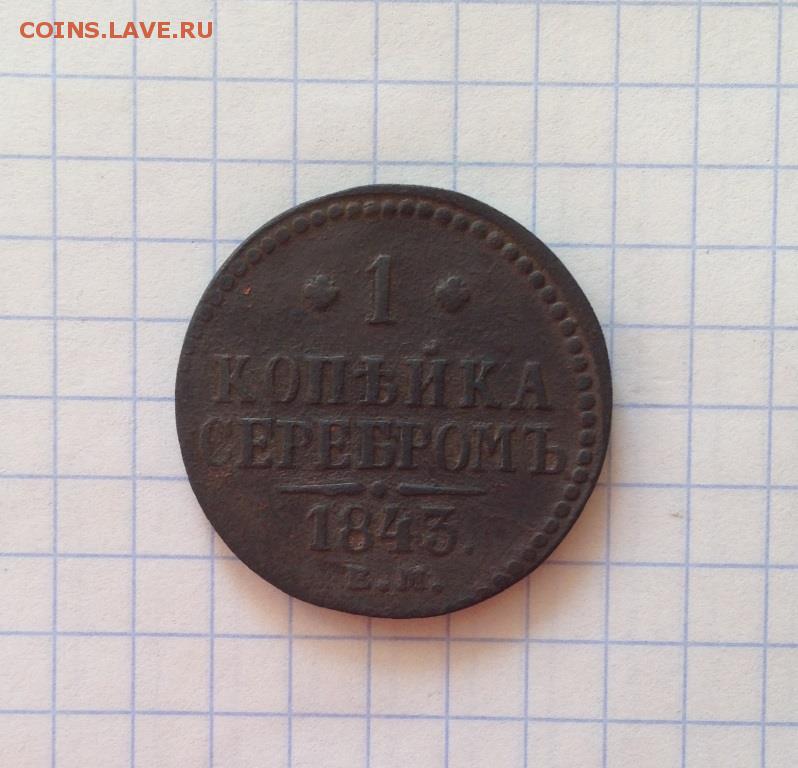 COINS.LAVE.RU
1
КОПѢЙКА
СЕРЕБРОМЪ
1843.
Е.М.